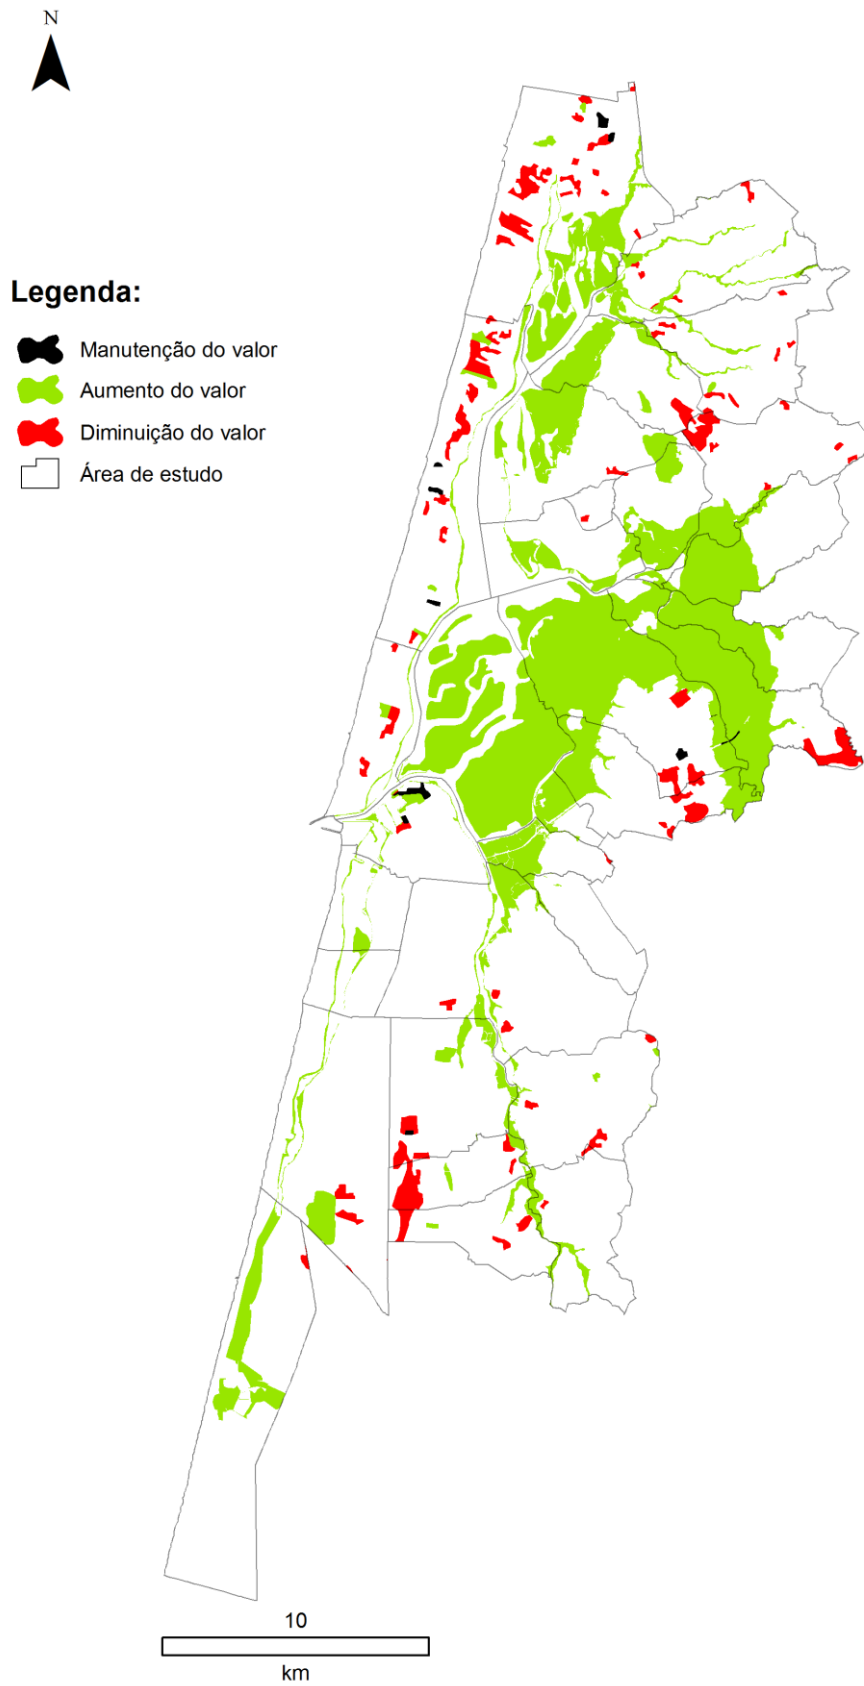 N
Legenda:
Manutenção do valor
Aumento do valor
Diminuição do valor
Área de estudo
10
km